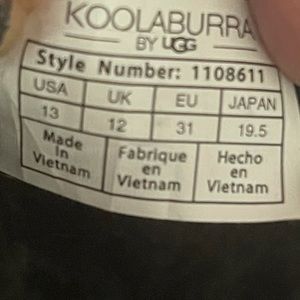 KOOLABURRA
BY UGG
Style Number: 1108611
USA UK EU JAPAN
13 12 31 19.5
Made in Vietnam Fabrique en Vietnam Hecho en Vietnam